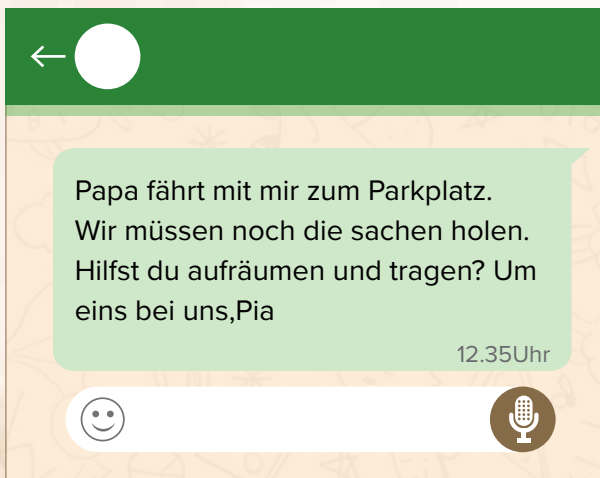 Papa fährt mit mir zum Parkplatz.
Wir müssen noch die sachen holen.
Hilfst du aufräumen und tragen? Um
eins bei uns,Pia
12.35Uhr